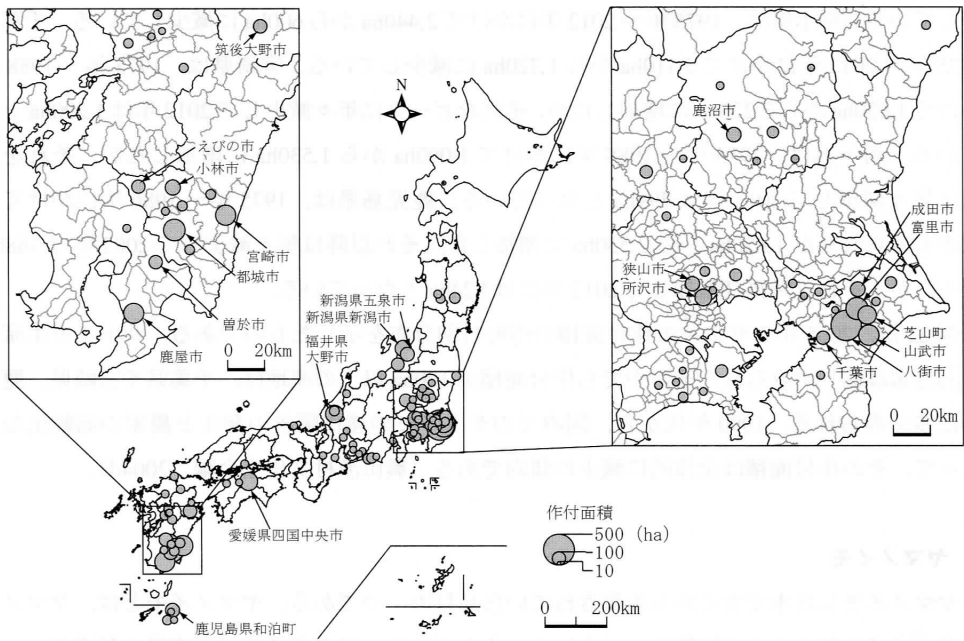 筑後大野市
えびの市
小林市
宮崎市
都城市
曽於市
鹿屋市
0 20km
N
新潟県五泉市
新潟県新潟市
福井県
大野市
愛媛県四国中央市
鹿児島県和泊町
鹿沼市
成田市
富里市
狭山市
所沢市
芝山町
山武市
八街市
千葉市
0 20km
作付面積
500 (ha)
100
10
0 200km